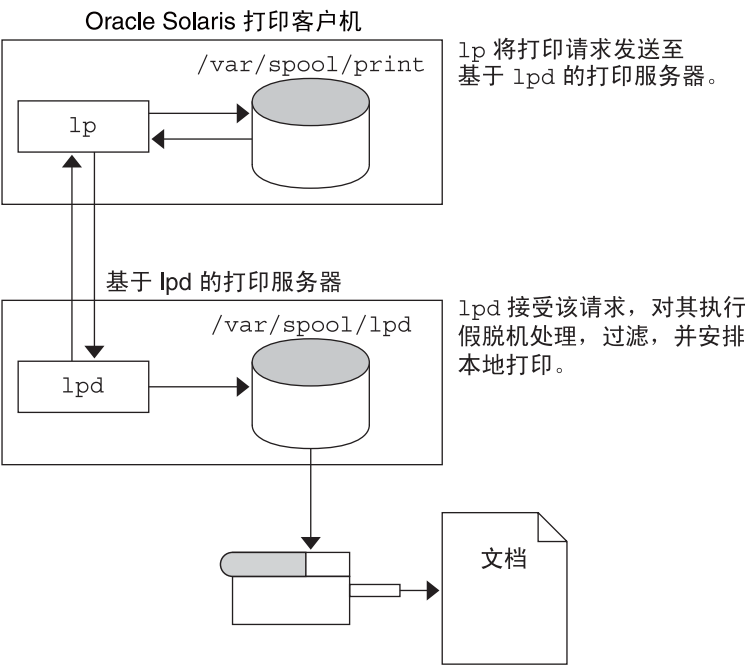 Oracle Solaris 打印客户机
/var/spool/print
lp
lp 将打印请求发送至
基于 lpd 的打印服务器。
基于 lpd 的打印服务器
/var/spool/lpd
lpd
lpd 接受该请求，对其执行
假脱机处理，过滤，并安排
本地打印。
文档